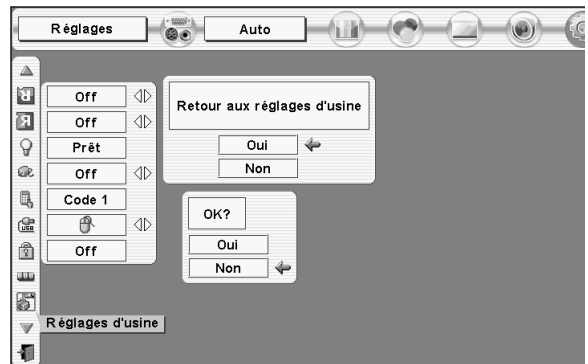 Réglages
Auto
Off
Off
Prêt
Off
Code 1
Off
Retour aux réglages d'usine
Oui
Non
OK?
Oui
Non
USB
Réglages d'usine